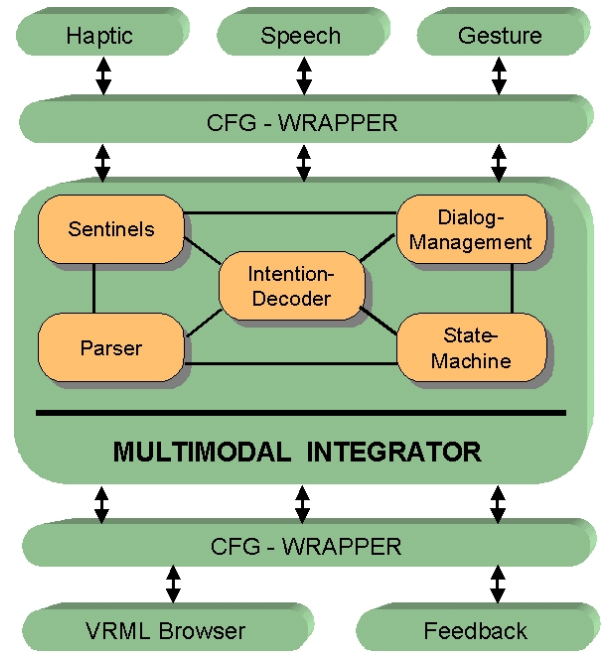 Haptic
Speech
Gesture
CFG - WRAPPER
Sentinels
Dialog-
Management
Intention-
Decoder
Parser
State-
Machine
MULTIMODAL INTEGRATOR
CFG - WRAPPER
VRML Browser
Feedback